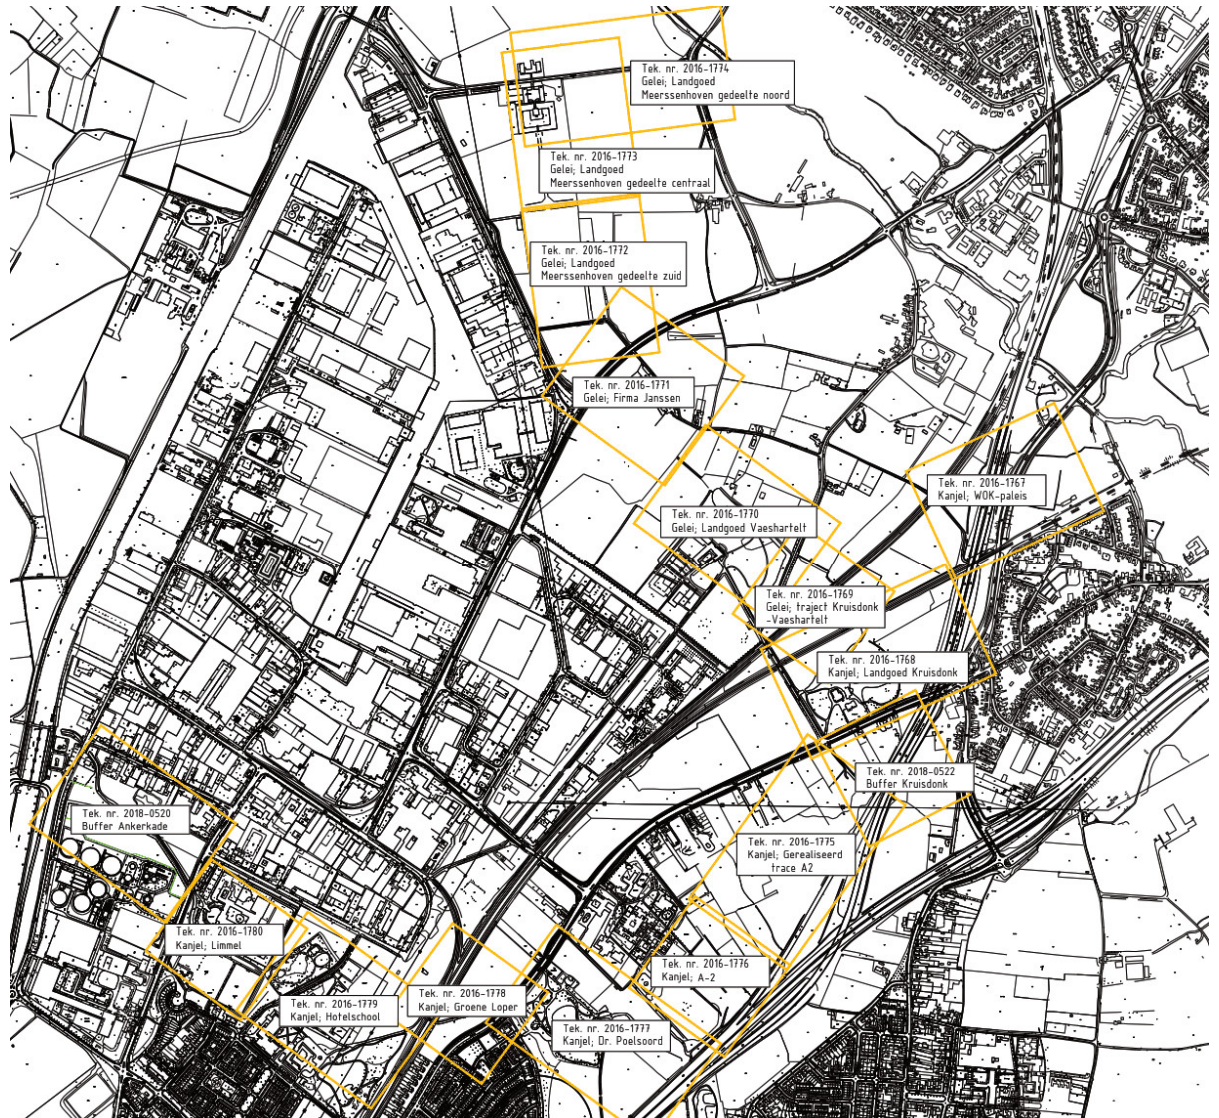 Tek. nr. 2016-1774
Gelei; Landgoed
Meerssenhoven gedeelte noord
Tek. nr. 2016-1773
Gelei; Landgoed
Meerssenhoven gedeelte centraal
Tek. nr. 2016-1772
Gelei; Landgoed
Meerssenhoven gedeelte zuid
Tek. nr. 2016-1771
Gelei; Firma Janssen
Tek. nr. 2016-1767
Kanjel; WOK-paleis
Tek. nr. 2016-1770
Gelei; Landgoed Vaeshartelt
Tek. nr. 2016-1769
Gelei; traject Kruisdonk
-Vaeshartelt
Tek. nr. 2016-1768
Kanjel; Landgoed Kruisdonk
Tek. nr. 2018-0522
Buffer Kruisdonk
Tek. nr. 2018-0520
Buffer Ankerkade
Tek. nr. 2016-1775
Kanjel; Gerealiseerd
trace A2
Tek. nr. 2016-1780
Kanjel; Limmel
Tek. nr. 2016-1776
Kanjel; A-2
Tek. nr. 2016-1779
Kanjel; Hotelschool
Tek. nr. 2016-1778
Kanjel; Groene Loper
Tek. nr. 2016-1777
Kanjel; Dr. Poelsoord